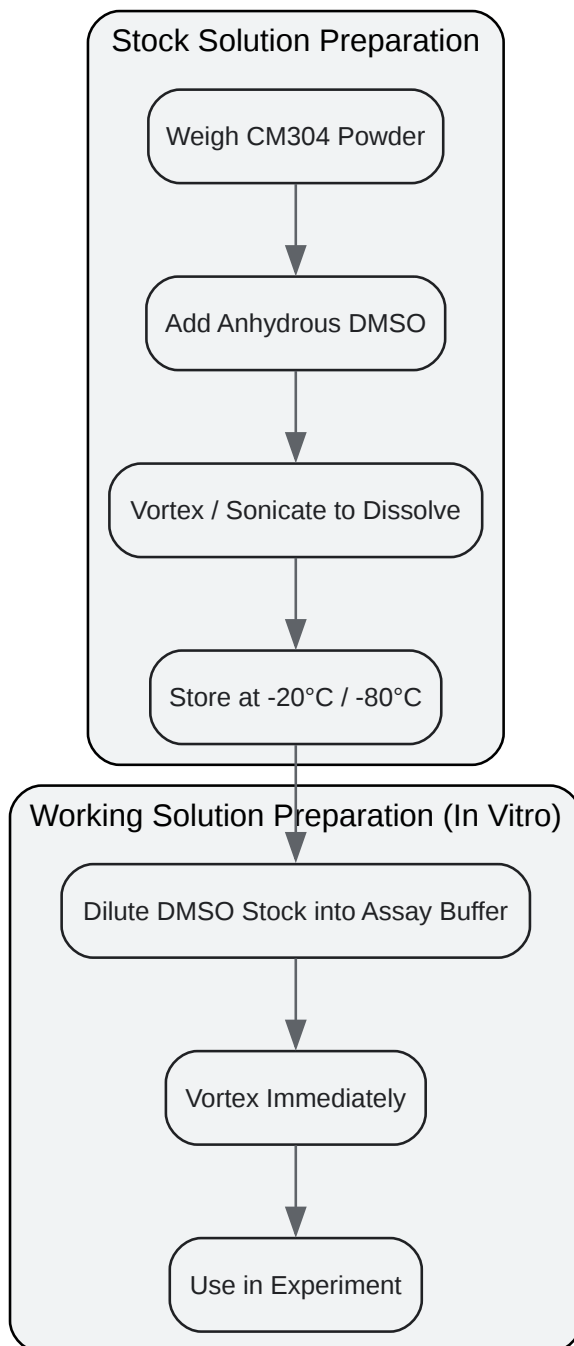 Stock Solution Preparation
Weigh CM304 Powder
Add Anhydrous DMSO
Vortex / Sonicate to Dissolve
Store at -20°C / -80°C
Working Solution Preparation (In Vitro)
Dilute DMSO Stock into Assay Buffer
Vortex Immediately
Use in Experiment